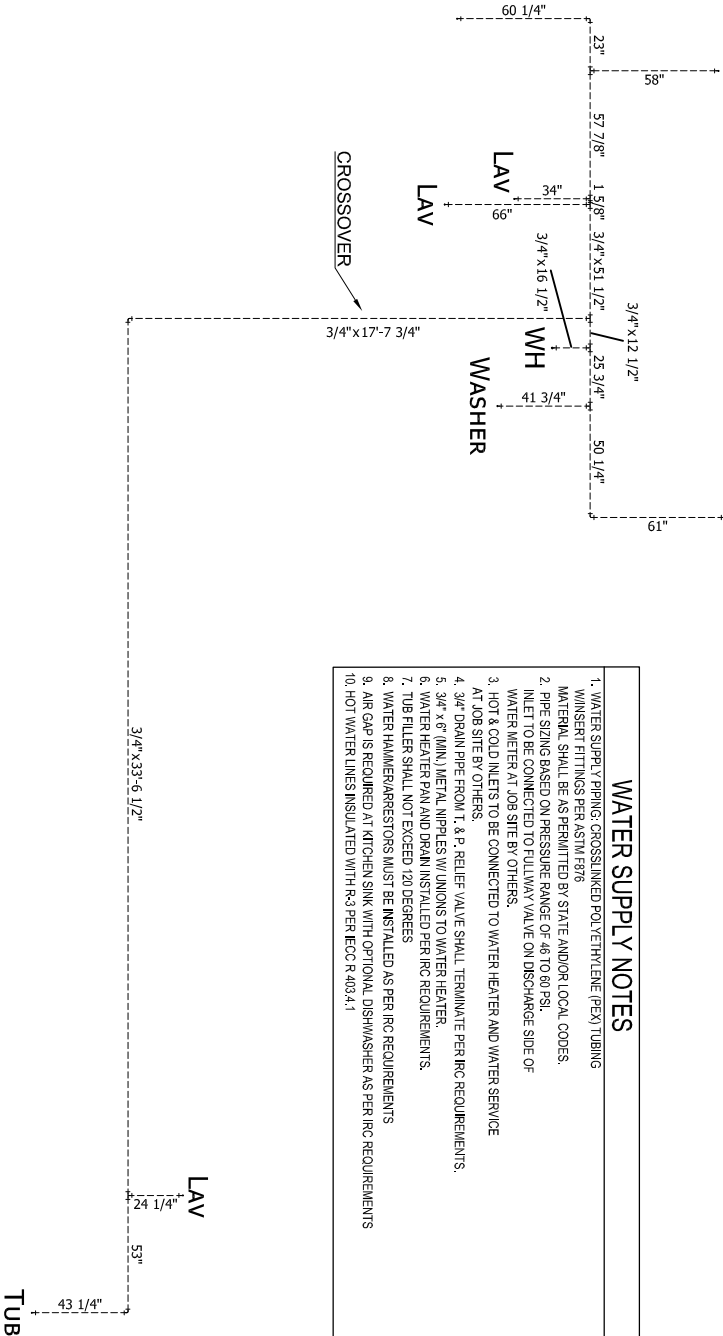 60 1/4"
23"
58"
57 7/8"
LAV
34"
1 5/8"
66"
LAV
3/4"x51 1/2"
3/4"x16 1/2"
3/4"x12 1/2"
CROSSOVER
3/4"x17'-7 3/4"
WH
25 3/4"
WASHER
41 3/4"
50 1/4"
61"
WATER SUPPLY NOTES
1. WATER SUPPLY PIPING: CROSSLINKED POLYETHYLENE (PEX) TUBING
W/INSERT FITTINGS PER ASTM F876
MATERIAL SHALL BE AS PERMITTED BY STATE AND/OR LOCAL CODES.
2. PIPE SIZING BASED ON PRESSURE RANGE OF 46 TO 60 PSI.
INLET TO BE CONNECTED TO FULLWAY VALVE ON DISCHARGE SIDE OF
WATER METER AT JOB SITE BY OTHERS.
3. HOT & COLD INLETS TO BE CONNECTED TO WATER HEATER AND WATER SERVICE
AT JOB SITE BY OTHERS.
4. 3/4" DRAIN PIPE FROM T. & P. RELIEF VALVE SHALL TERMINATE PER IRC REQUIREMENTS.
5. 3/4" x 6" (MIN.) METAL NIPPLES W/ UNIONS TO WATER HEATER.
6. WATER HEATER PAN AND DRAIN INSTALLED PER IRC REQUIREMENTS.
7. TUB FILLER SHALL NOT EXCEED 120 DEGREES
8. WATER HAMMER/ARRESTORS MUST BE INSTALLED AS PER IRC REQUIREMENTS
9. AIR GAP IS REQUIRED AT KITCHEN SINK WITH OPTIONAL DISHWASHER AS PER IRC REQUIREMENTS
10. HOT WATER LINES INSULATED WITH R-3 PER IECC R 403.4.1
3/4"x33'-6 1/2"
LAV
24 1/4"
53"
43 1/4"
TUB